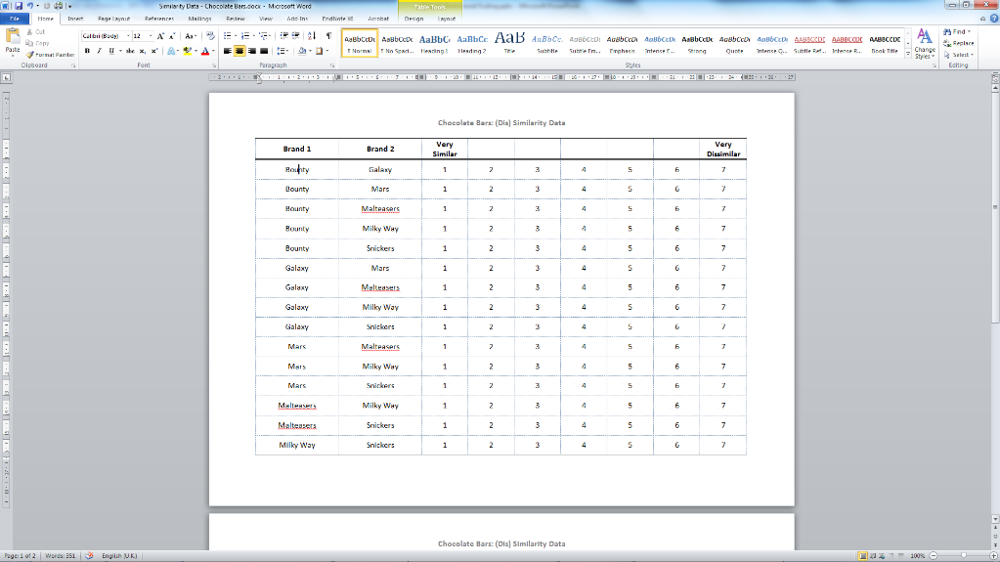 Similarity Data - Chocolate Bars.docx - Microsoft Word
Table Tools
File Home Insert Page Layout References Mailings Review View Add-Ins EndNote X6 Acrobat Design Layout
Cut
Copy
Format Painter
Paste
Calibri (Body) 12
Change Styles
Find
Replace
Select
AaBbCcDc AaBbCcDc AaBbC AaBbCc AaB AaBbCc. AaBbCcDi AaBbCcDi AaBbCcDi AaBbCcDc AaBbCcDi AaBbCcDi AABBCCDE AABBCCDE AABBCCDE
¶ Normal ¶ No Spaci... Heading 1 Heading 2 Title Subtitle Subtle Em... Emphasis Intense E... Strong Quote Intense Q... Subtle Ref... Intense R... Book Title
Clipboard Font Paragraph Styles Editing
Chocolate Bars: (Dis) Similarity Data
Brand 1 Brand 2 Very Similar Very Dissimilar
Bounty Galaxy 1 2 3 4 5 6 7
Bounty Mars 1 2 3 4 5 6 7
Bounty Malteasers 1 2 3 4 5 6 7
Bounty Milky Way 1 2 3 4 5 6 7
Bounty Snickers 1 2 3 4 5 6 7
Galaxy Mars 1 2 3 4 5 6 7
Galaxy Malteasers 1 2 3 4 5 6 7
Galaxy Milky Way 1 2 3 4 5 6 7
Galaxy Snickers 1 2 3 4 5 6 7
Mars Malteasers 1 2 3 4 5 6 7
Mars Milky Way 1 2 3 4 5 6 7
Mars Snickers 1 2 3 4 5 6 7
Malteasers Milky Way 1 2 3 4 5 6 7
Malteasers Snickers 1 2 3 4 5 6 7
Milky Way Snickers 1 2 3 4 5 6 7
Chocolate Bars: (Dis) Similarity Data
Page: 1 of 2 Words: 351 English (U.K.) 100%